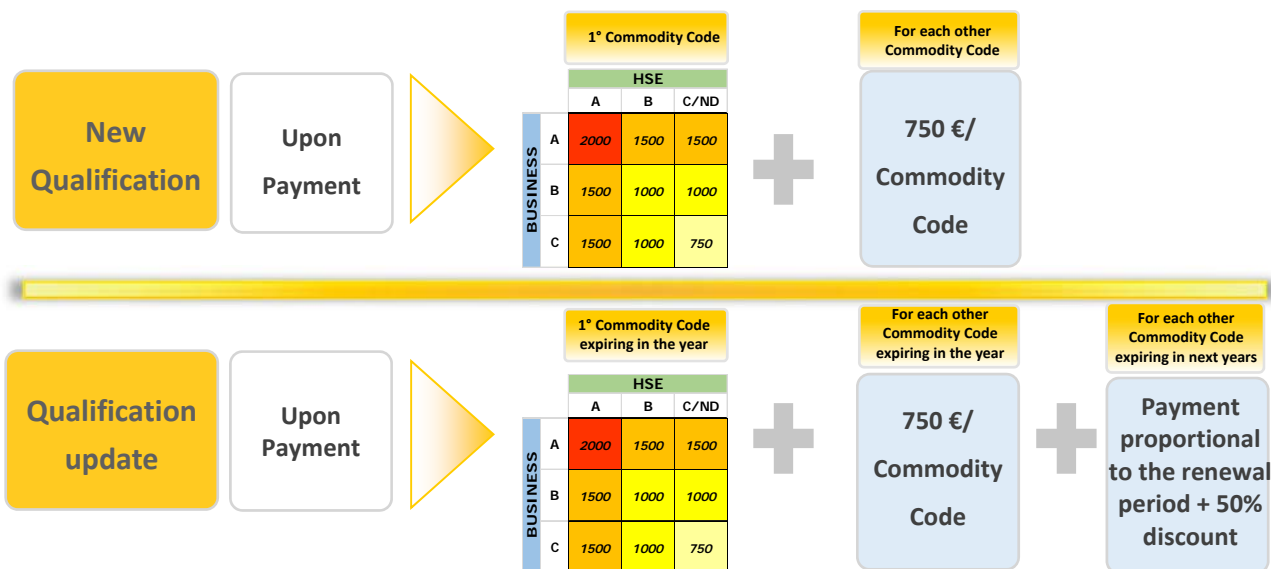 1° Commodity Code
For each other
Commodity Code
New
Qualification
Upon
Payment
HSE
A B C/ND
BUSINESS
A 2000 1500 1500
B 1500 1000 1000
C 1500 1000 750
750 €/
Commodity
Code
1° Commodity Code
expiring in the year
For each other
Commodity Code
expiring in the year
For each other
Commodity Code
expiring in next years
Qualification
update
Upon
Payment
HSE
A B C/ND
BUSINESS
A 2000 1500 1500
B 1500 1000 1000
C 1500 1000 750
750 €/
Commodity
Code
Payment
proportional
to the renewal
period + 50%
discount